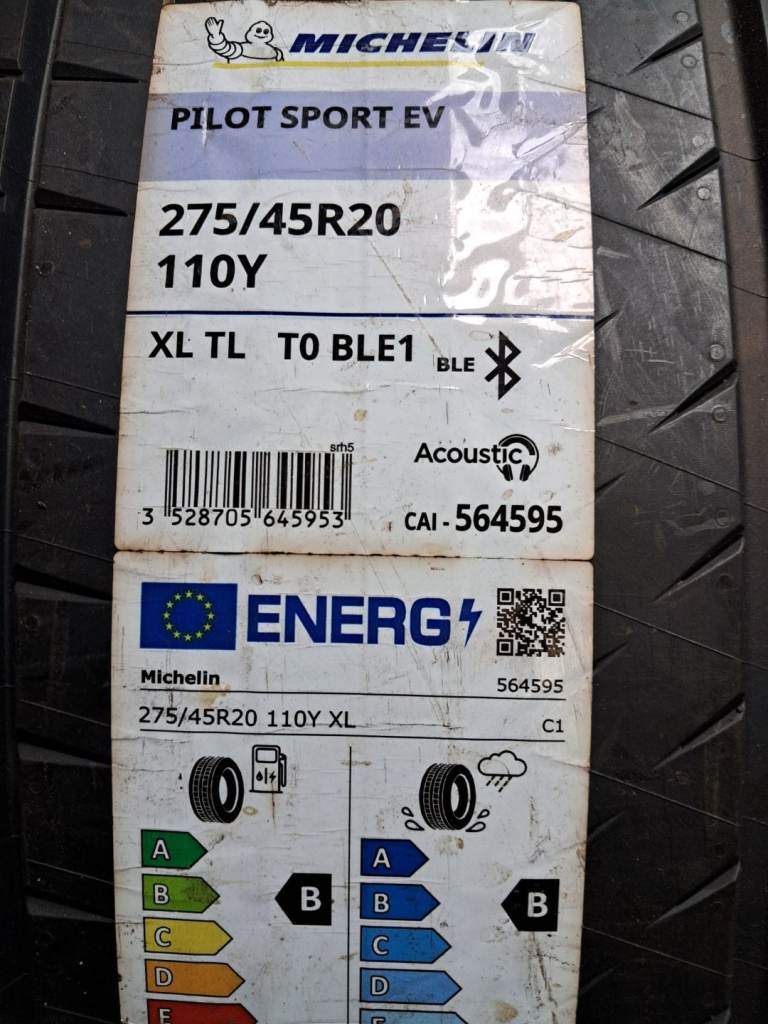 MICHELIN
PILOT SPORT EV
275/45R20
110Y
XL TL T0 BLE1 BLE
srh5
Acoustic
3 528705 645953
CAI - 564595
ENERG
Michelin 564595
275/45R20 110Y XL C1
A A
B B B B
C C
D D
E E